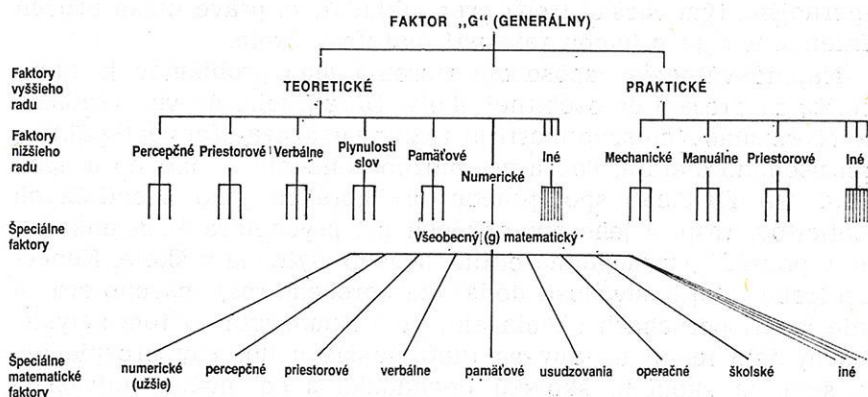 FAKTOR „G" (GENERÁLNY)
Faktory
vyššieho
radu
TEORETICKÉ
PRAKTICKÉ
Faktory
nižšieho
radu
Percepčné
Priestorové
Verbálne
Plynulosti
slov
Pamäťové
Numerické
Iné
Mechanické
Manuálne
Priestorové
Iné
Špeciálne
faktory
Všeobecný (g) matematický
Špeciálne
matematické
faktory
numerické
(užšie)
percepčné
priestorové
verbálne
pamäťové
usudzovania
operačné
školské
iné